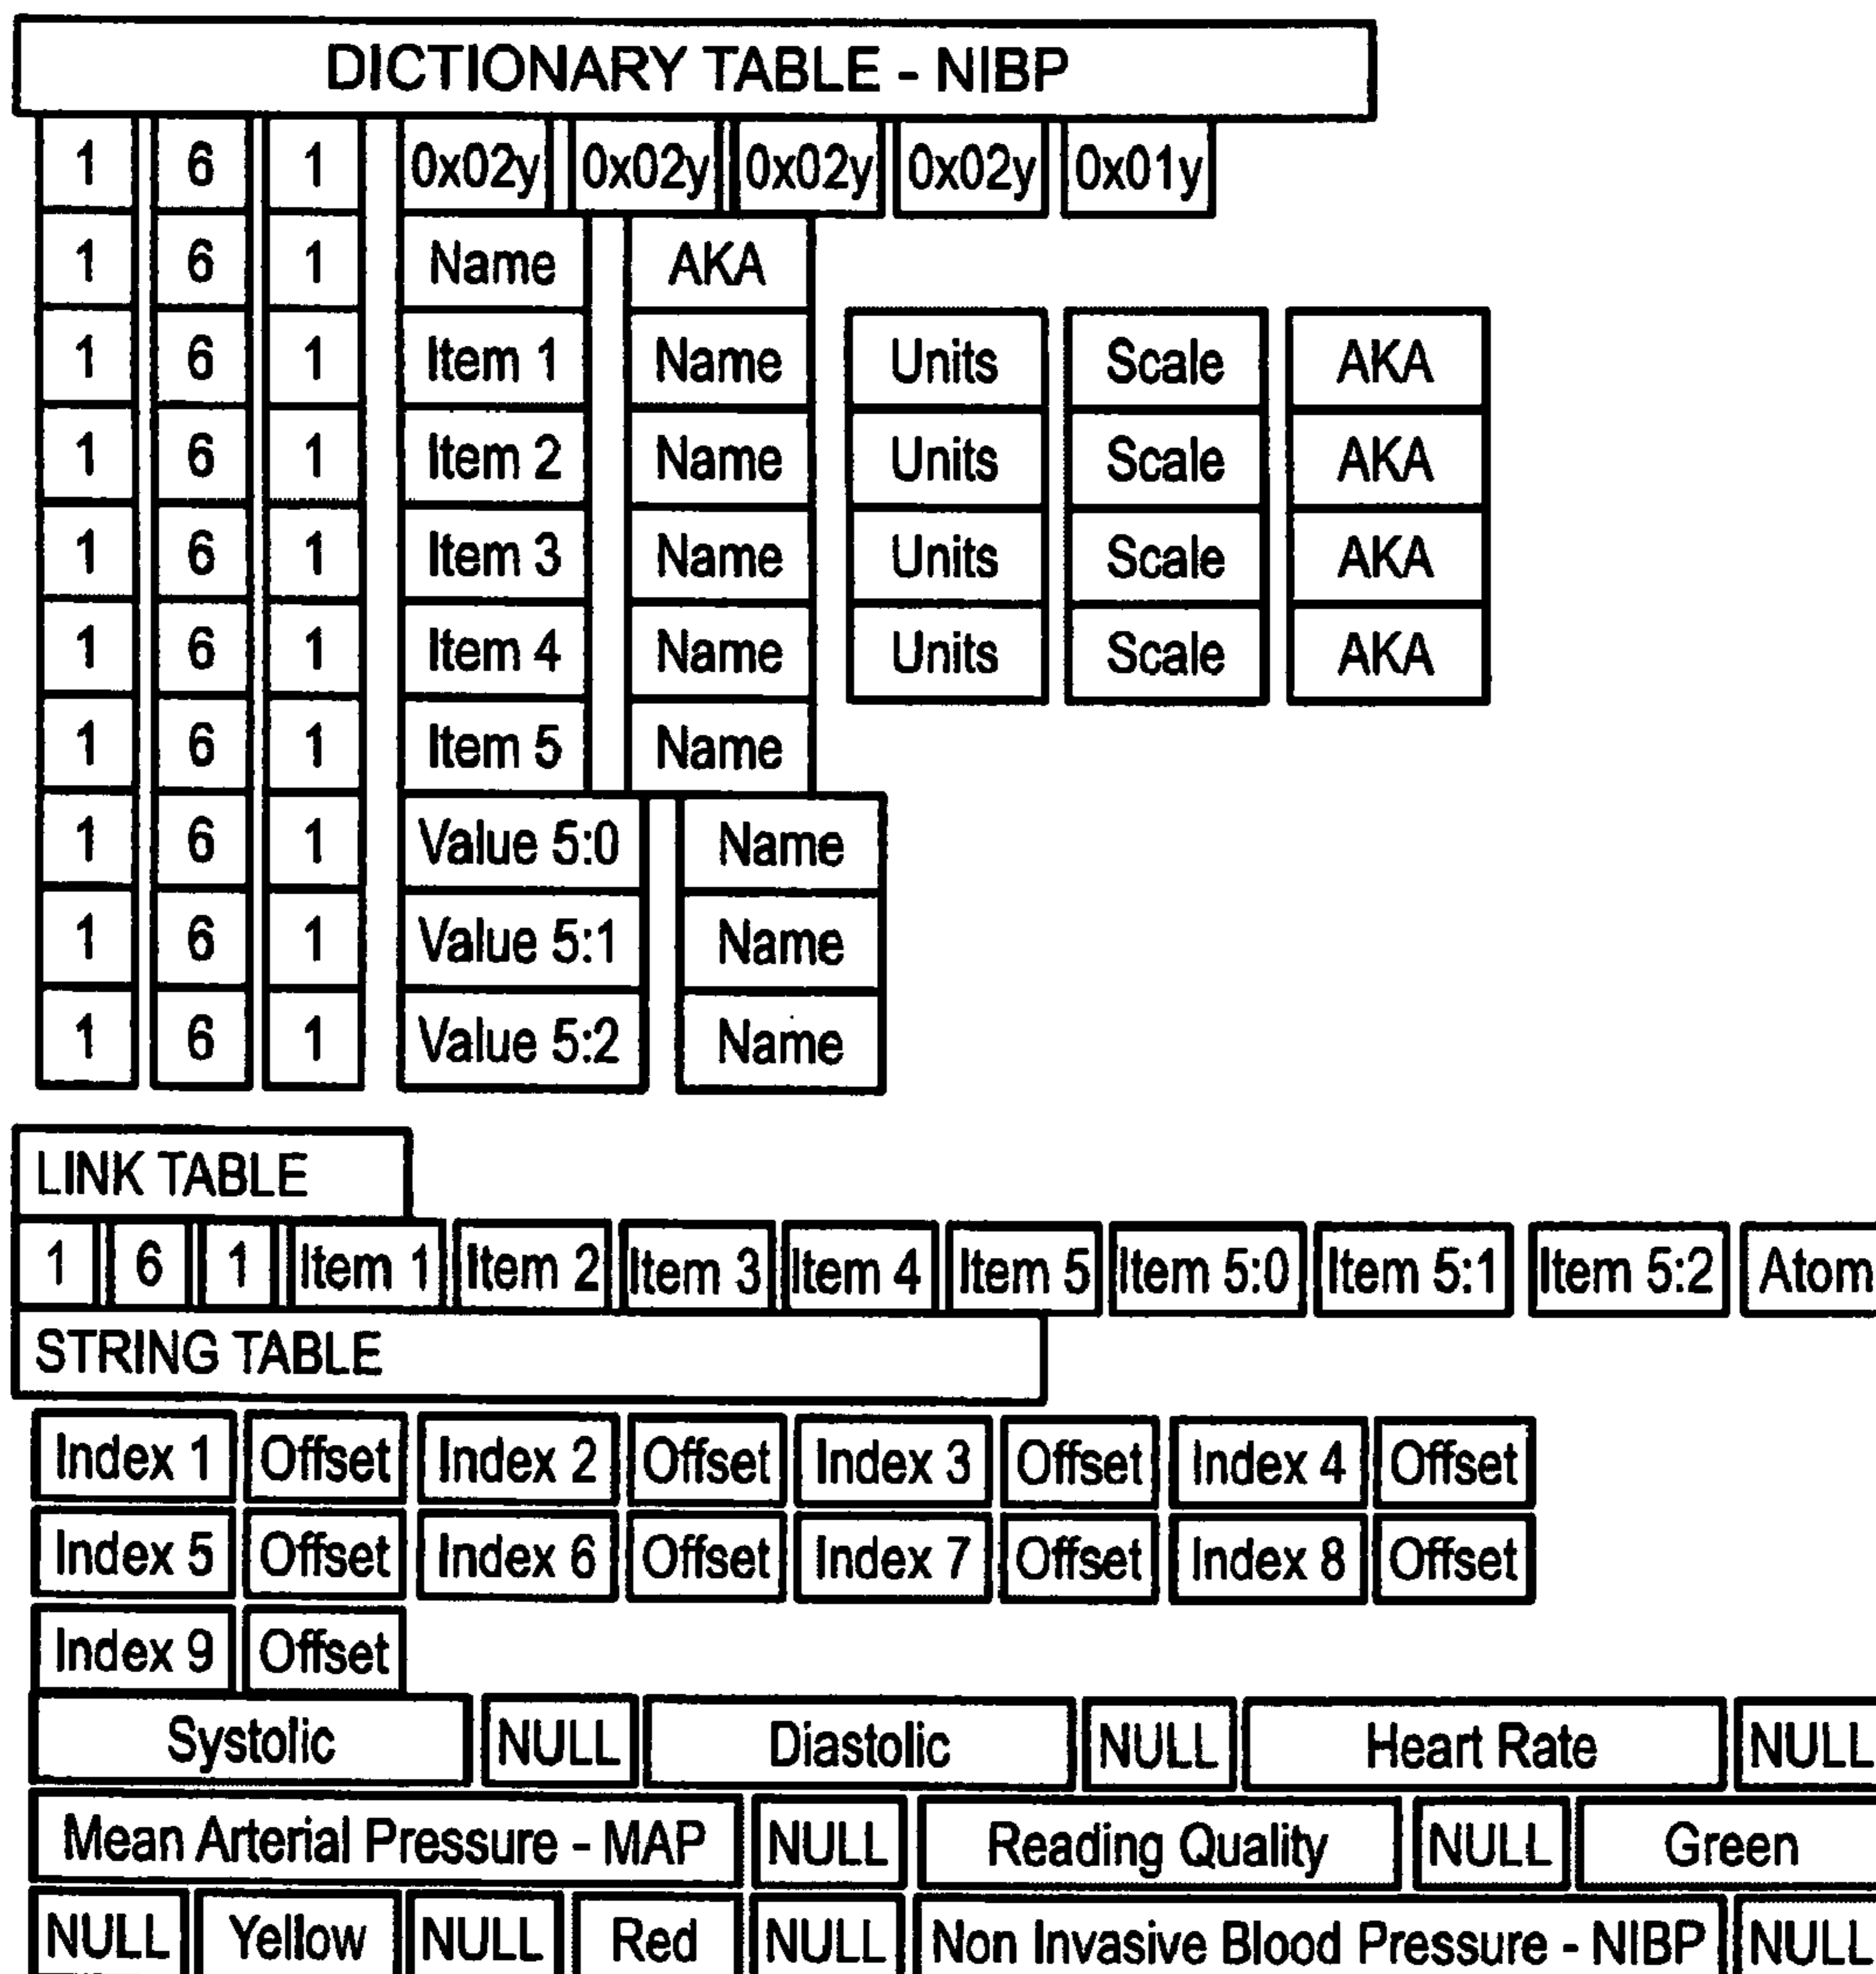 DICTIONARY TABLE - NIBP
1 6 1 0x02y 0x02y 0x02y 0x02y 0x01y
1 6 1 Name AKA
1 6 1 Item 1 Name Units Scale AKA
1 6 1 Item 2 Name Units Scale AKA
1 6 1 Item 3 Name Units Scale AKA
1 6 1 Item 4 Name Units Scale AKA
1 6 1 Item 5 Name
1 6 1 Value 5:0 Name
1 6 1 Value 5:1 Name
1 6 1 Value 5:2 Name
LINK TABLE
1 6 1 Item 1 Item 2 Item 3 Item 4 Item 5 Item 5:0 Item 5:1 Item 5:2 Atom
STRING TABLE
Index 1 Offset Index 2 Offset Index 3 Offset Index 4 Offset
Index 5 Offset Index 6 Offset Index 7 Offset Index 8 Offset
Index 9 Offset
Systolic NULL Diastolic NULL Heart Rate NULL
Mean Arterial Pressure - MAP NULL Reading Quality NULL Green
NULL Yellow NULL Red NULL Non Invasive Blood Pressure - NIBP NULL